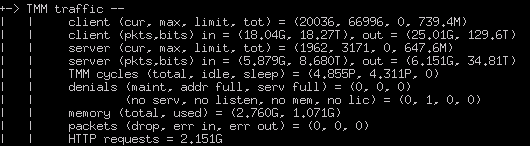 +-> TMM traffic --
| | client (cur, max, limit, tot) = (20036, 66996, 0, 739.4M)
| | client (pkts,bits) in = (18.04G, 18.27T), out = (25.01G, 129.6T)
| | server (cur, max, limit, tot) = (1962, 3171, 0, 647.6M)
| | server (pkts,bits) in = (5.879G, 8.680T), out = (6.151G, 34.81T)
| | TMM cycles (total, idle, sleep) = (4.855P, 4.311P, 0)
| | denials (maint, addr full, serv full) = (0, 0, 0)
| | (no serv, no listen, no mem, no lic) = (0, 1, 0, 0)
| | memory (total, used) = (2.760G, 1.071G)
| | packets (drop, err in, err out) = (0, 0, 0)
| | HTTP requests = 2.151G